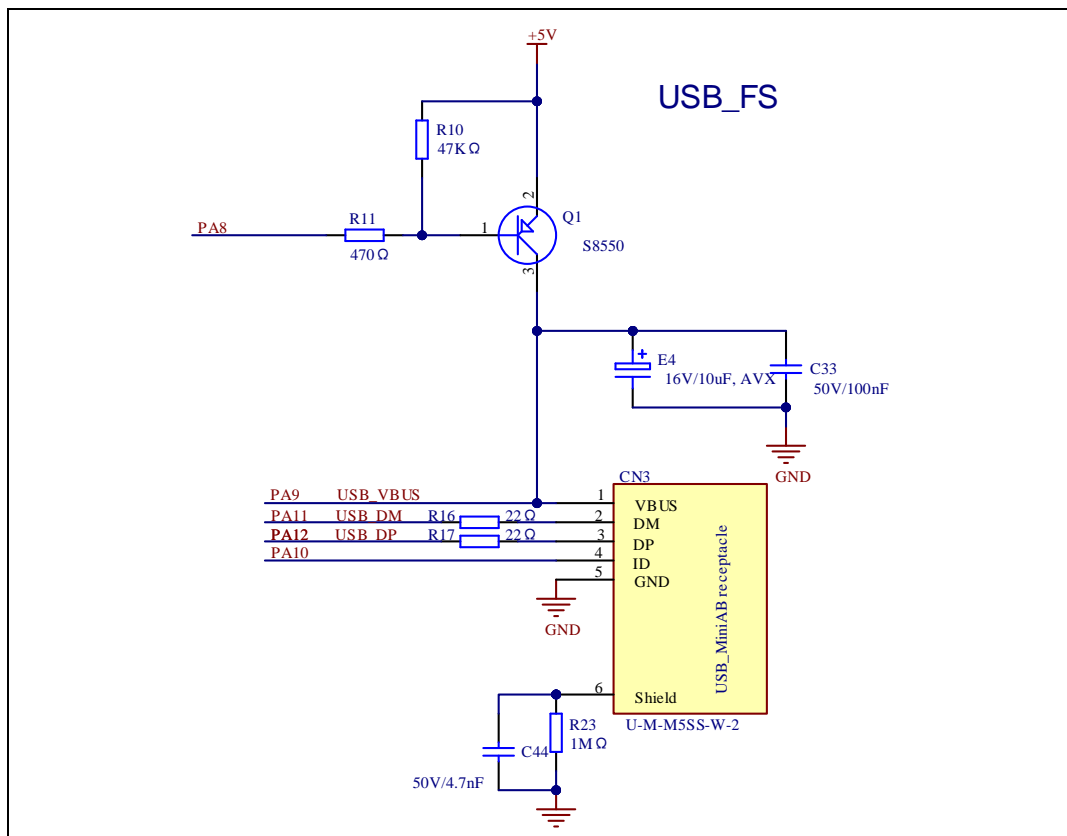 +5V
USB_FS
R10
47KΩ
2
Q1
PA8
R11
1
470Ω
S8550
3
E4
16V/10uF, AVX
C33
50V/100nF
GND
CN3
PA9 USB_VBUS 1 VBUS
PA11 USB_DM R16 22Ω 2 DM
PA12 USB_DP R17 22Ω 3 DP
PA10 4 ID
5 GND
GND
USB_MiniAB receptacle
6 Shield
U-M-M5SS-W-2
R23
1MΩ
C44
50V/4.7nF